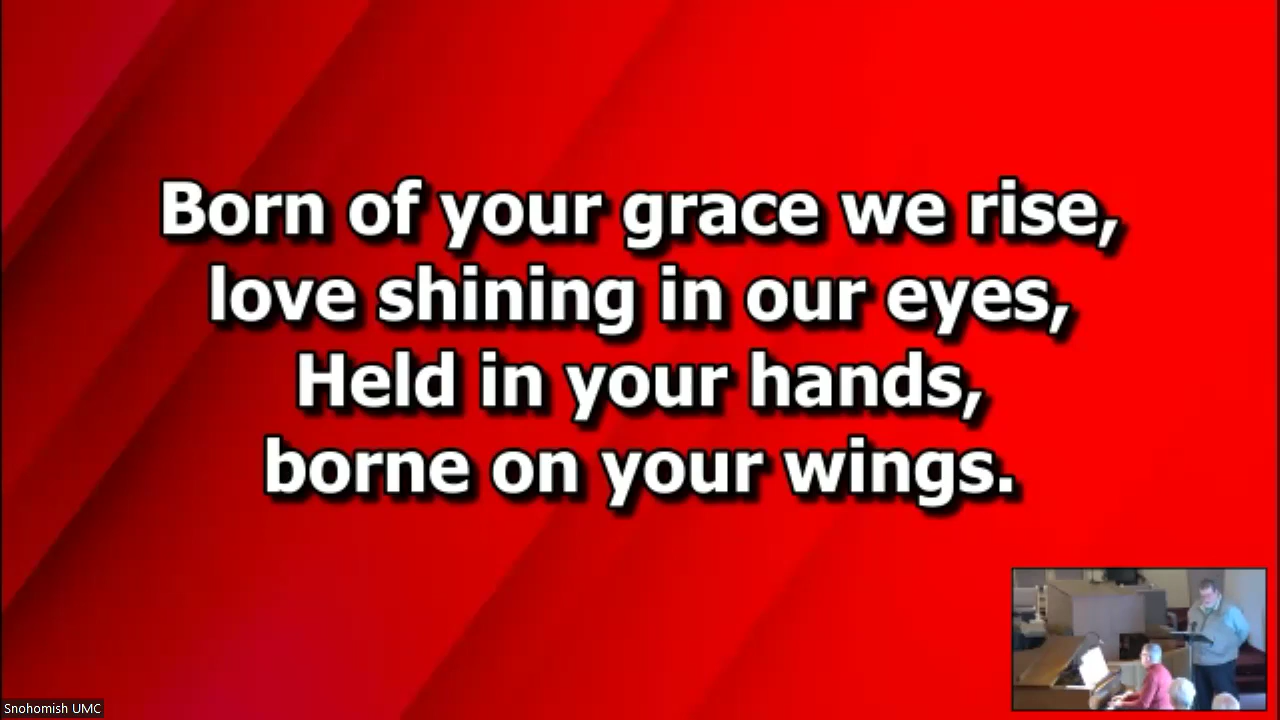 Born of your grace we rise,
love shining in our eyes,
Held in your hands,
borne on your wings.
Snohomish UMC